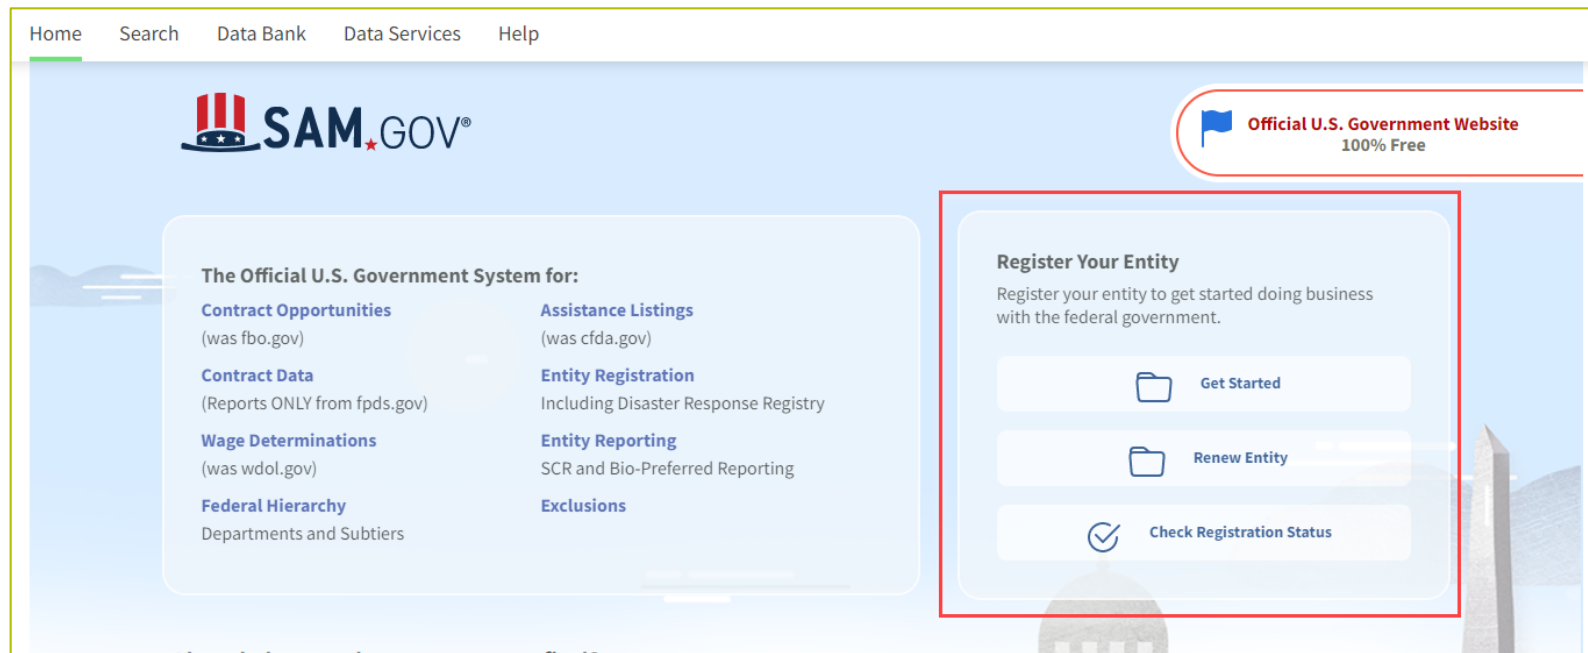 Home Search Data Bank Data Services Help
SAM.GOV®
Official U.S. Government Website
100% Free
The Official U.S. Government System for:
Contract Opportunities
(was fbo.gov)
Contract Data
(Reports ONLY from fpds.gov)
Wage Determinations
(was wdol.gov)
Federal Hierarchy
Departments and Subtiers
Assistance Listings
(was cfda.gov)
Entity Registration
Including Disaster Response Registry
Entity Reporting
SCR and Bio-Preferred Reporting
Exclusions
Register Your Entity
Register your entity to get started doing business
with the federal government.
Get Started
Renew Entity
Check Registration Status